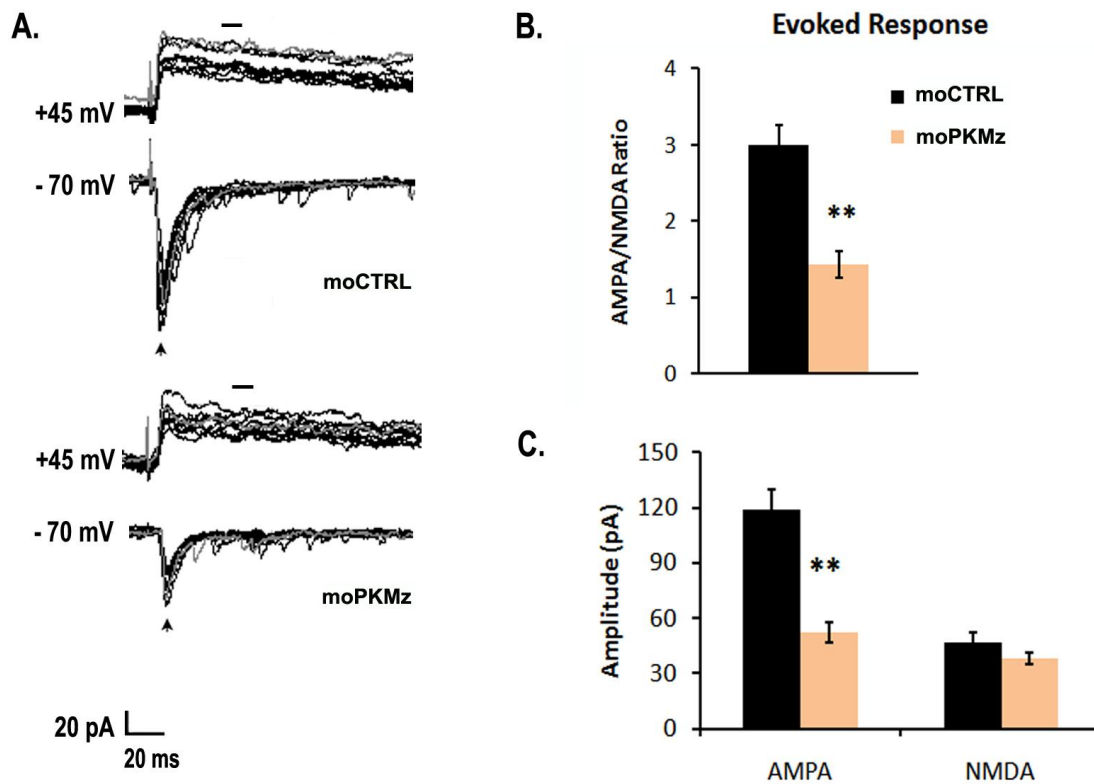 A.
+45 mV
- 70 mV
moCTRL
+45 mV
- 70 mV
moPKMz
20 pA
20 ms
B.
Evoked Response
AMPA/NMDA Ratio
4
3
2
1
0
moCTRL
moPKMz
**
C.
Amplitude (pA)
150
120
90
60
30
0
**
AMPA
NMDA